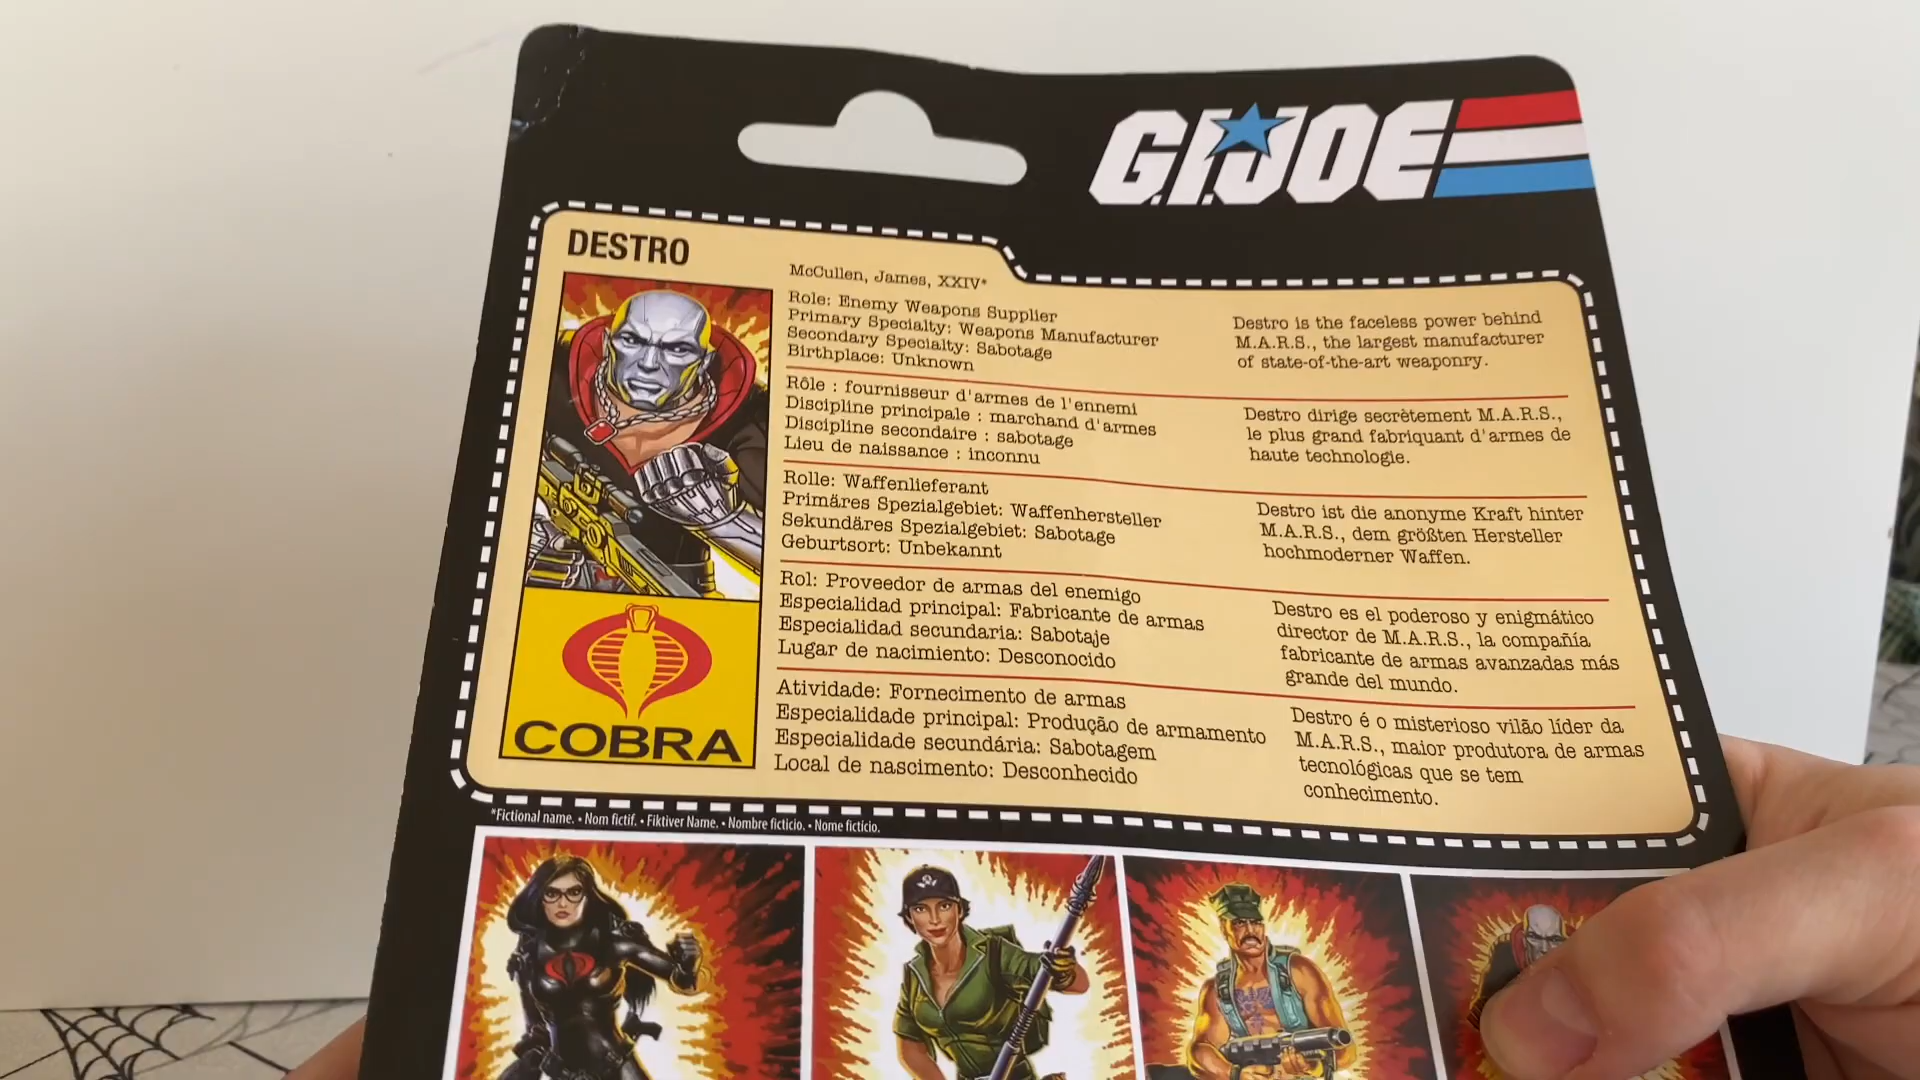 G.I.JOE
DESTRO
McCullen, James, XXIV*
Role: Enemy Weapons Supplier
Primary Specialty: Weapons Manufacturer
Secondary Specialty: Sabotage
Birthplace: Unknown
Destro is the faceless power behind
M.A.R.S., the largest manufacturer
of state-of-the-art weaponry.
Rôle : fournisseur d'armes de l'ennemi
Discipline principale : marchand d'armes
Discipline secondaire : sabotage
Lieu de naissance : inconnu
Destro dirige secrètement M.A.R.S.,
le plus grand fabriquant d'armes de
haute technologie.
Rolle: Waffenlieferant
Primäres Spezialgebiet: Waffenhersteller
Sekundäres Spezialgebiet: Sabotage
Geburtsort: Unbekannt
Destro ist die anonyme Kraft hinter
M.A.R.S., dem größten Hersteller
hochmoderner Waffen.
Rol: Proveedor de armas del enemigo
Especialidad principal: Fabricante de armas
Especialidad secundaria: Sabotaje
Lugar de nacimiento: Desconocido
Destro es el poderoso y enigmático
director de M.A.R.S., la compañía
fabricante de armas avanzadas más
grande del mundo.
Atividade: Fornecimento de armas
Especialidade principal: Produção de armamento
Especialidade secundária: Sabotagem
Local de nascimento: Desconhecido
Destro é o misterioso vilão líder da
M.A.R.S., maior produtora de armas
tecnológicas que se tem
conhecimento.
COBRA
*Fictional name. • Nom fictif. • Fiktiver Name. • Nombre ficticio. • Nome fictício.